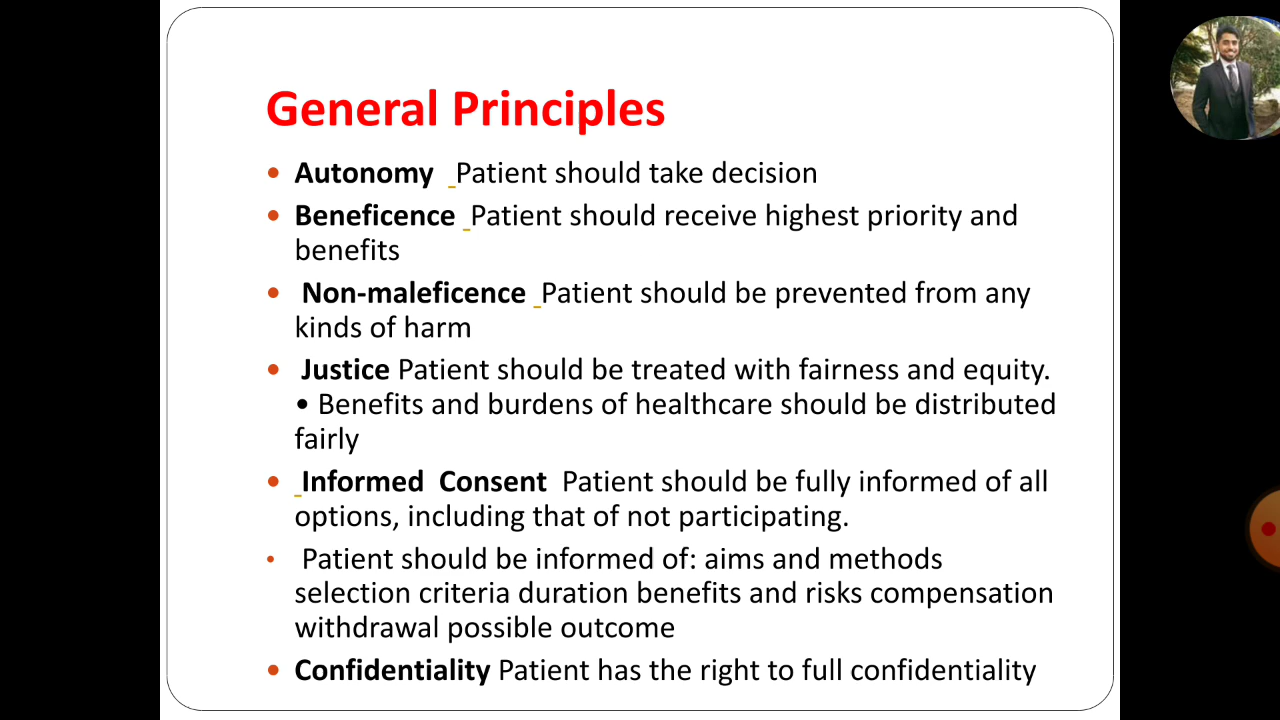 General Principles
• Autonomy _Patient should take decision
• Beneficence _Patient should receive highest priority and
benefits
• Non-maleficence _Patient should be prevented from any
kinds of harm
• Justice Patient should be treated with fairness and equity.
• Benefits and burdens of healthcare should be distributed
fairly
• _Informed Consent Patient should be fully informed of all
options, including that of not participating.
• Patient should be informed of: aims and methods
selection criteria duration benefits and risks compensation
withdrawal possible outcome
• Confidentiality Patient has the right to full confidentiality